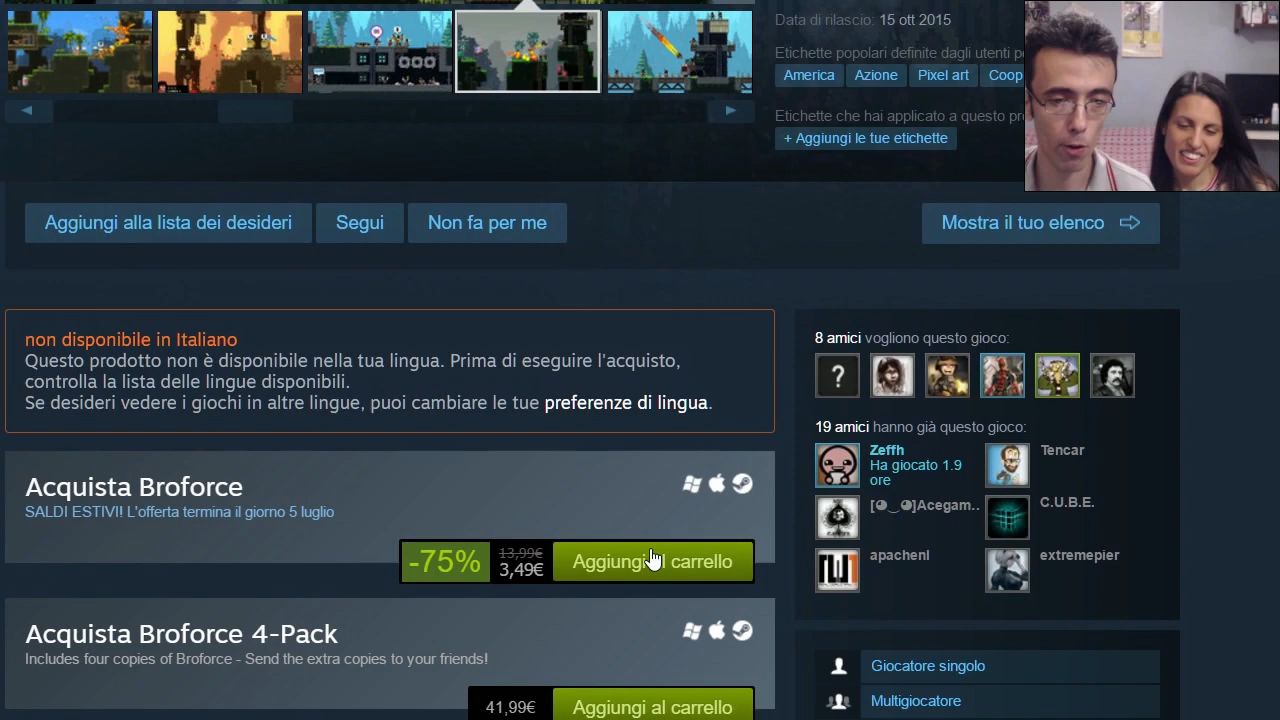 Data di rilascio: 15 ott 2015
Etichette popolari definite dagli utenti
America
Azione
Pixel art
Coop
Etichette che hai applicato a questo
+ Aggiungi le tue etichette
Aggiungi alla lista dei desideri
Segui
Non fa per me
Mostra il tuo elenco
non disponibile in Italiano
Questo prodotto non è disponibile nella tua lingua. Prima di eseguire l'acquisto,
controlla la lista delle lingue disponibili.
Se desideri vedere i giochi in altre lingue, puoi cambiare le tue preferenze di lingua.
Acquista Broforce
SALDI ESTIVI! L'offerta termina il giorno 5 luglio
-75%
13,99€
3,49€
Aggiungi al carrello
Acquista Broforce 4-Pack
Includes four copies of Broforce - Send the extra copies to your friends!
41,99€
Aggiungi al carrello
8 amici vogliono questo gioco:
?
19 amici hanno già questo gioco:
Zeffh
Ha giocato 1.9
ore
Tencar
[◕‿◕]Acegam..
C.U.B.E.
apachenl
extremepier
Giocatore singolo
Multigiocatore